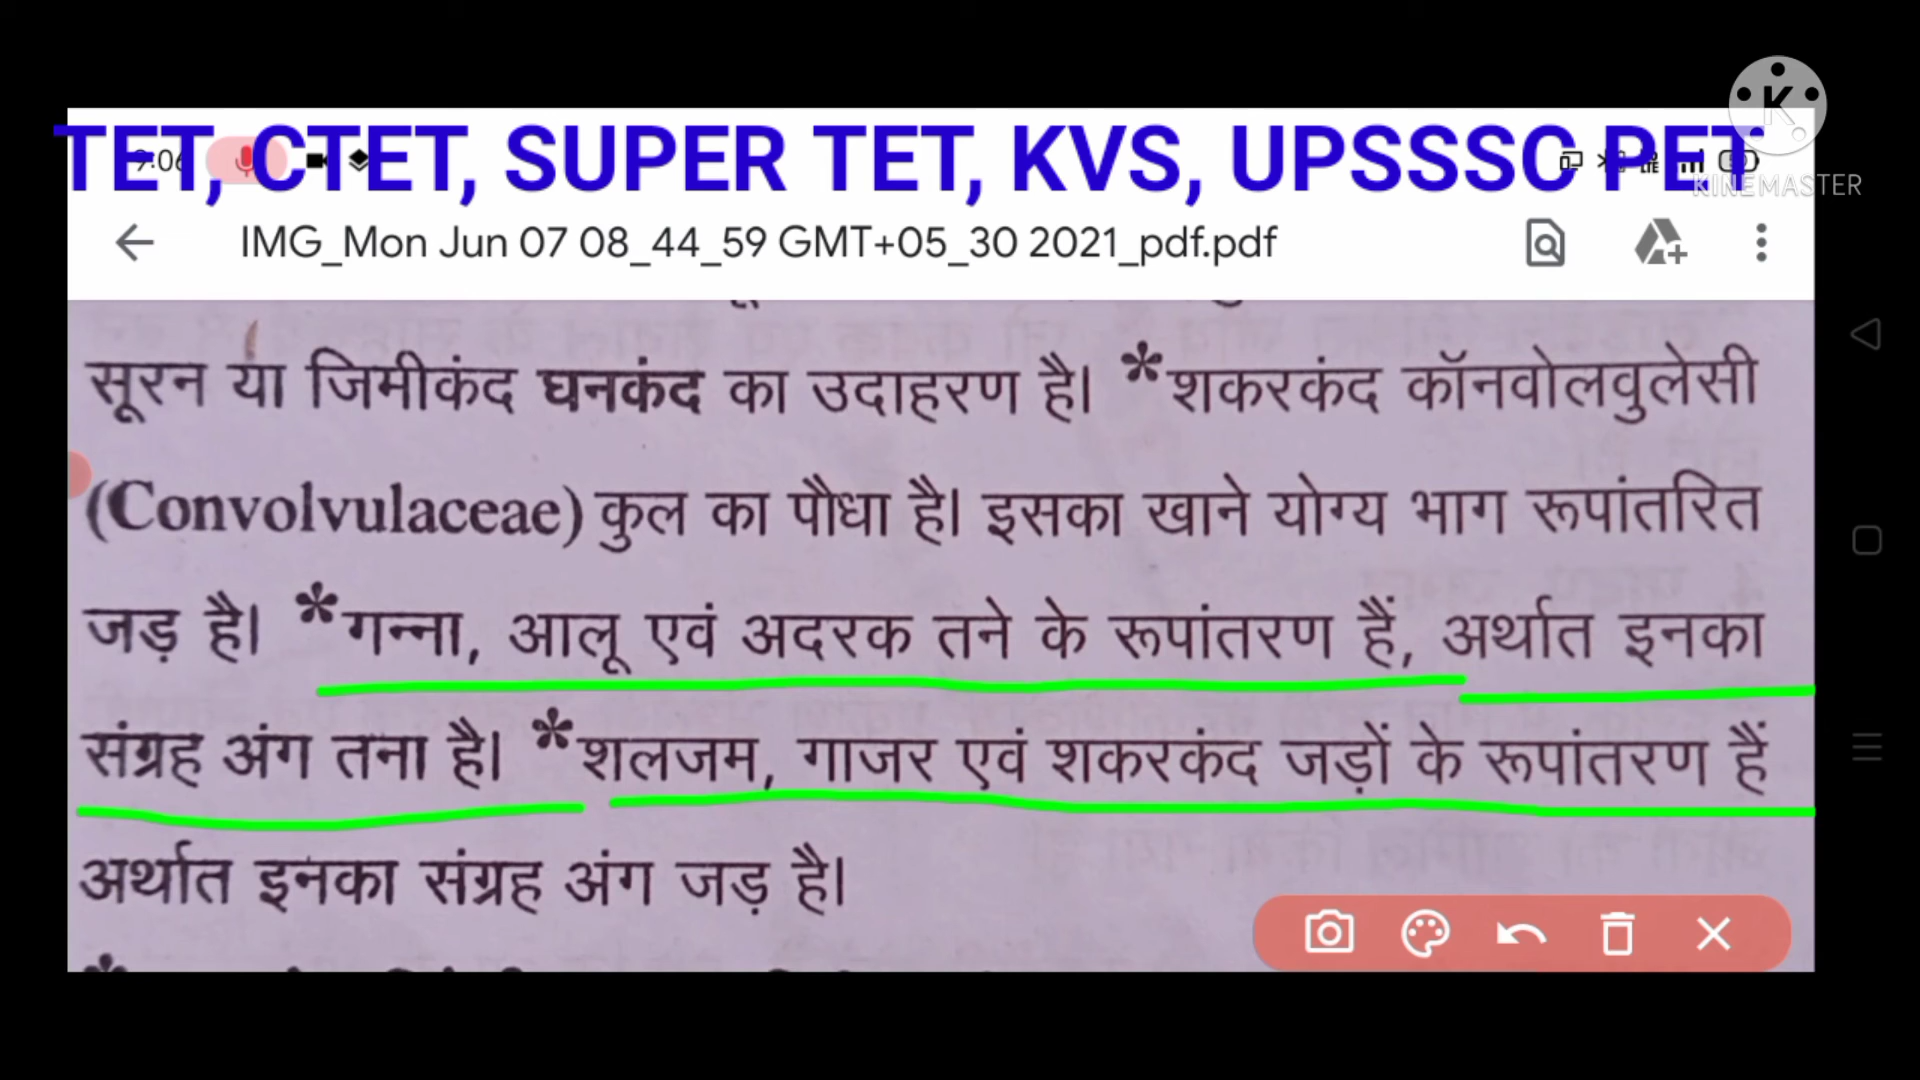 TET, CTET, SUPER TET, KVS, UPSSSC PET
9:06
KINEMASTER
IMG_Mon Jun 07 08_44_59 GMT+05_30 2021_pdf.pdf
सूरन या जिमीकंद घनकंद का उदाहरण है। *शकरकंद कॉनवोलवुलेसी
(Convolvulaceae) कुल का पौधा है। इसका खाने योग्य भाग रूपांतरित
जड़ है। *गन्ना, आलू एवं अदरक तने के रूपांतरण हैं, अर्थात इनका
संग्रह अंग तना है। *शलजम, गाजर एवं शकरकंद जड़ों के रूपांतरण हैं
अर्थात इनका संग्रह अंग जड़ है।